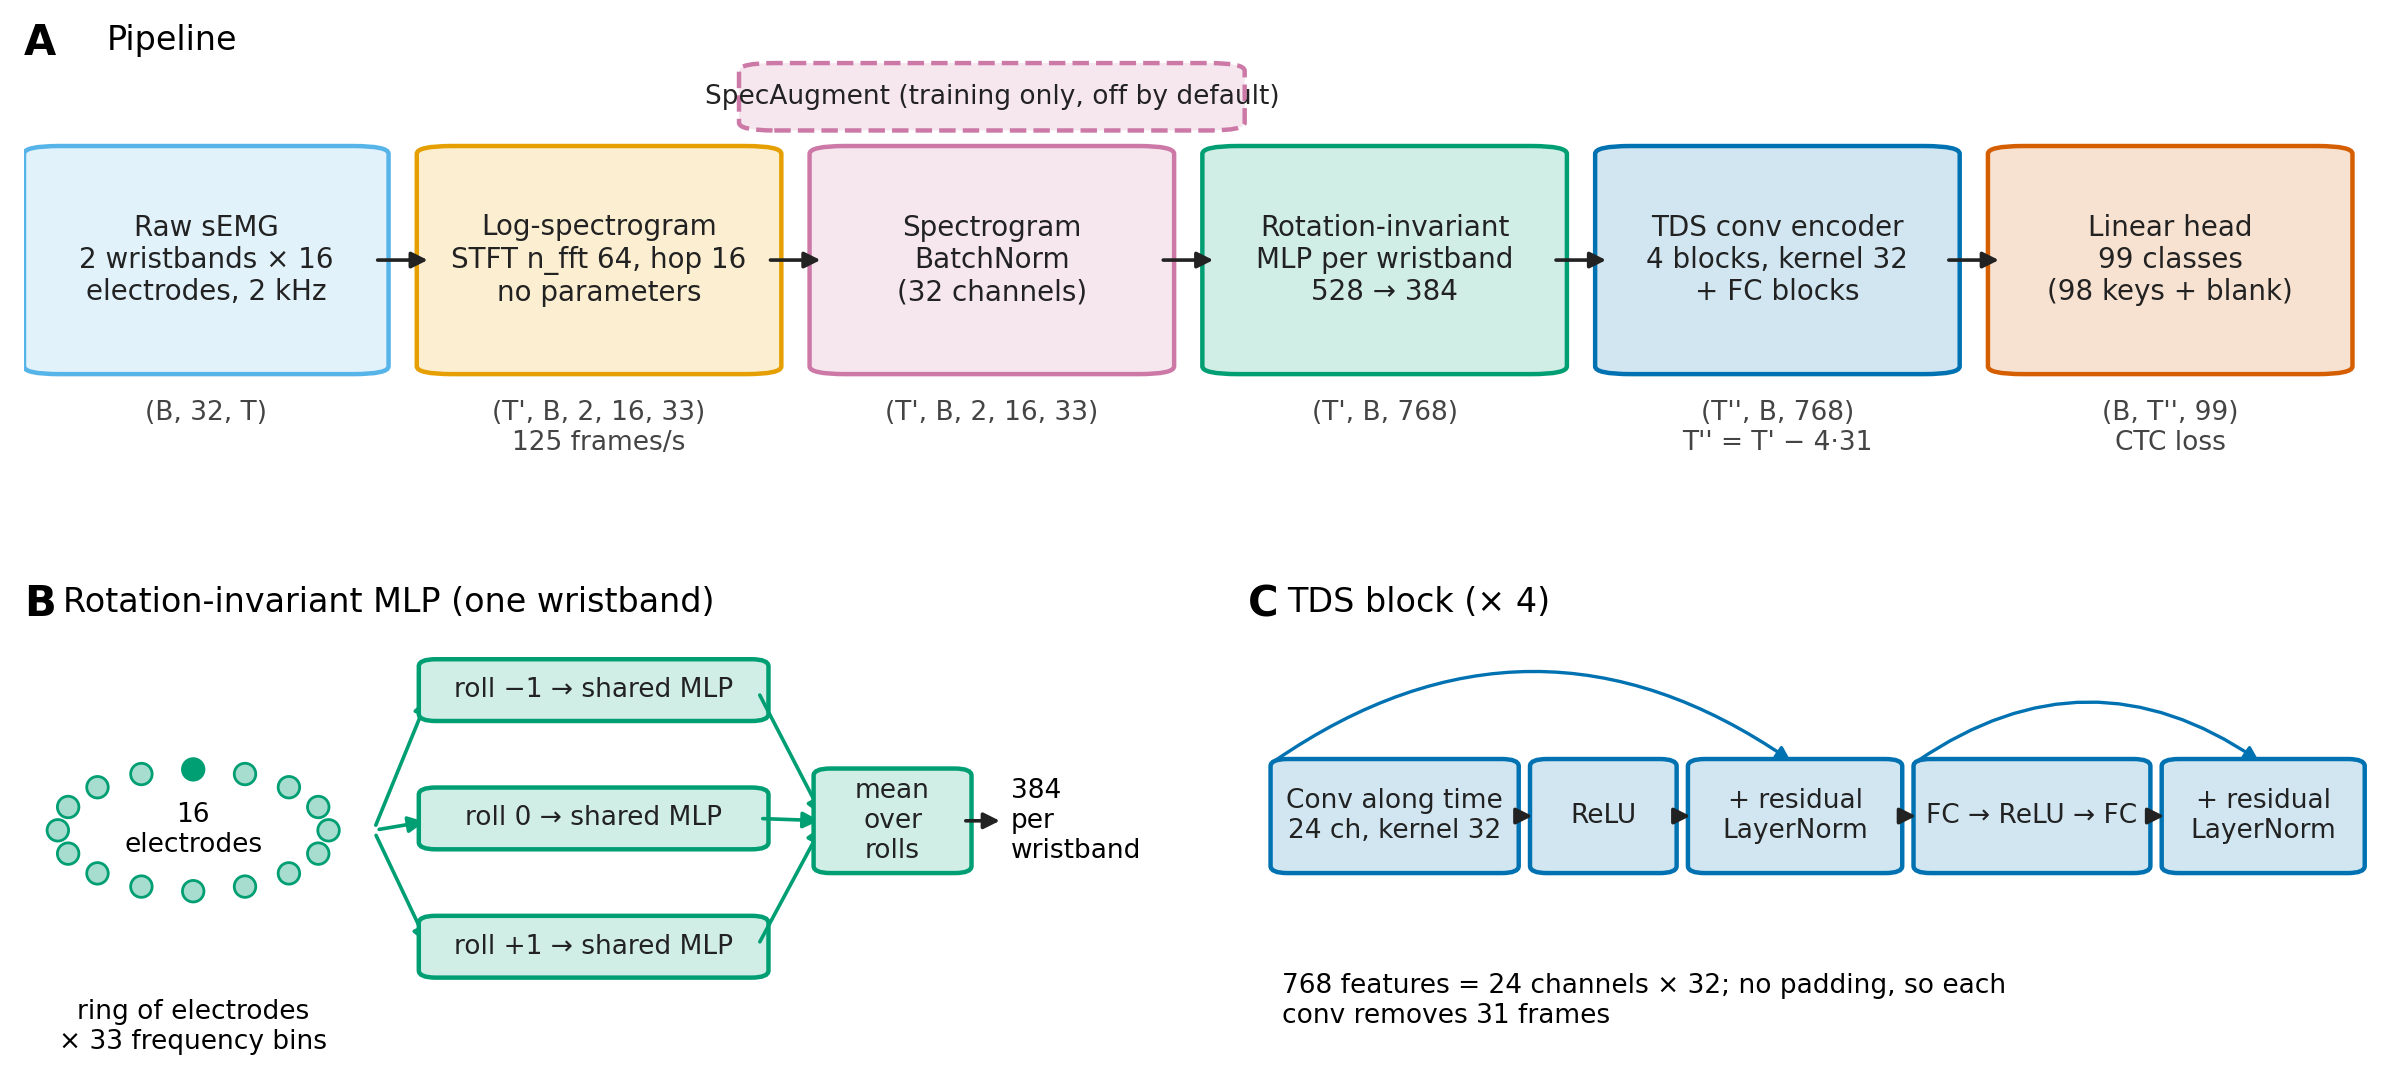 A Pipeline
SpecAugment (training only, off by default)
Raw sEMG
2 wristbands × 16
electrodes, 2 kHz
(B, 32, T)
Log-spectrogram
STFT n_fft 64, hop 16
no parameters
(T', B, 2, 16, 33)
125 frames/s
Spectrogram
BatchNorm
(32 channels)
(T', B, 2, 16, 33)
Rotation-invariant
MLP per wristband
528 → 384
(T', B, 768)
TDS conv encoder
4 blocks, kernel 32
+ FC blocks
(T'', B, 768)
T'' = T' − 4·31
Linear head
99 classes
(98 keys + blank)
(B, T'', 99)
CTC loss
B Rotation-invariant MLP (one wristband)
16
electrodes
ring of electrodes
× 33 frequency bins
roll −1 → shared MLP
roll 0 → shared MLP
roll +1 → shared MLP
mean
over
rolls
384
per
wristband
C TDS block (× 4)
Conv along time
24 ch, kernel 32
ReLU
+ residual
LayerNorm
FC → ReLU → FC
+ residual
LayerNorm
768 features = 24 channels × 32; no padding, so each
conv removes 31 frames